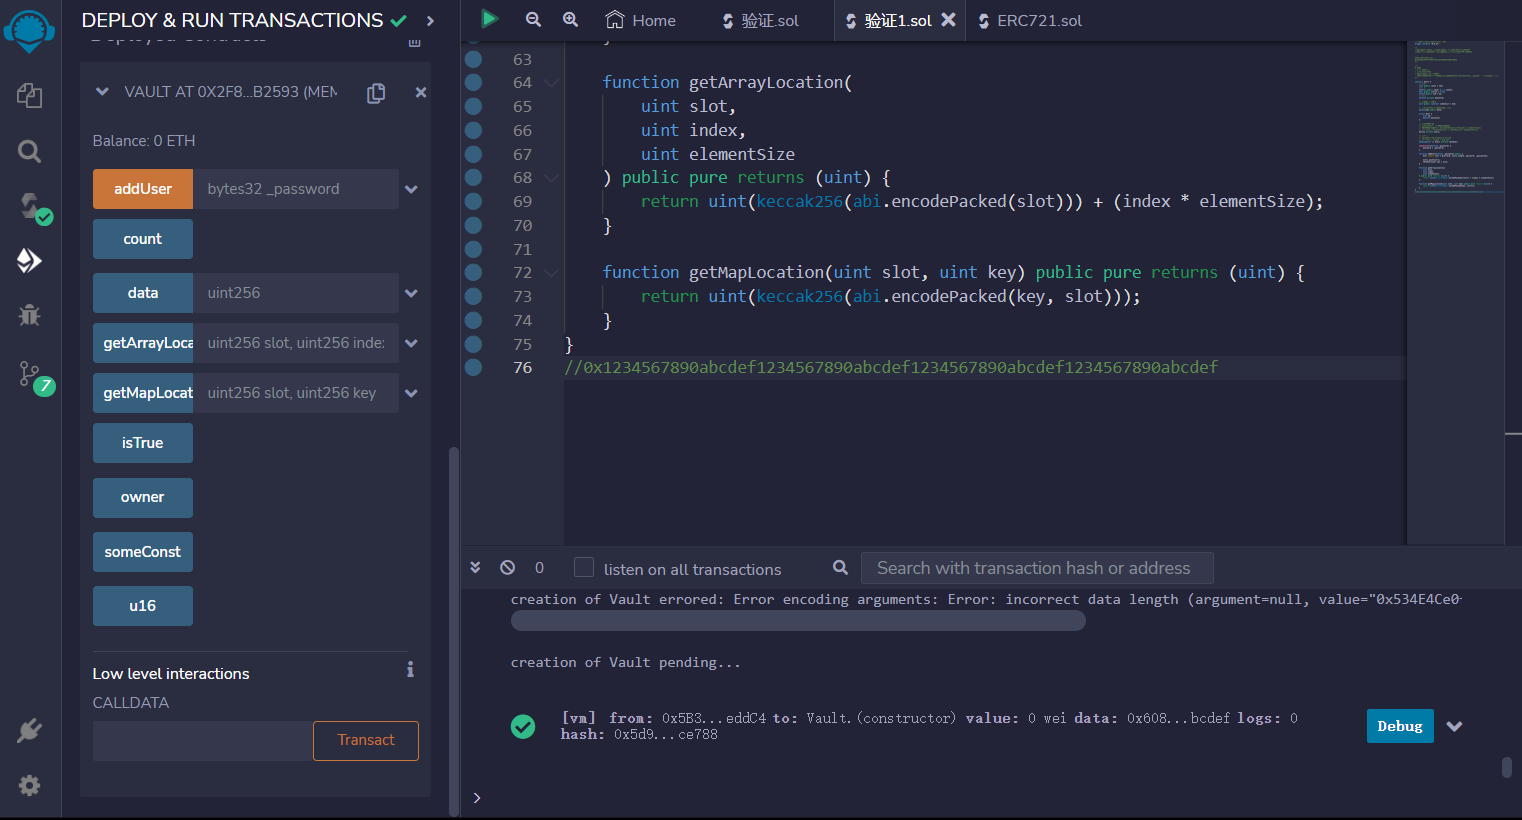 DEPLOY & RUN TRANSACTIONS
VAULT AT 0X2F8...B2593 (MEM
Balance: 0 ETH
addUser bytes32 _password
count
data uint256
getArrayLoca uint256 slot, uint256 inde:
getMapLocat uint256 slot, uint256 key
isTrue
owner
someConst
u16
Low level interactions
CALLDATA
Transact
7
Home 验证.sol 验证1.sol ERC721.sol
63
64 function getArrayLocation(
65 uint slot,
66 uint index,
67 uint elementSize
68 ) public pure returns (uint) {
69 return uint(keccak256(abi.encodePacked(slot))) + (index * elementSize);
70 }
71
72 function getMapLocation(uint slot, uint key) public pure returns (uint) {
73 return uint(keccak256(abi.encodePacked(key, slot)));
74 }
75 }
76 //0x1234567890abcdef1234567890abcdef1234567890abcdef1234567890abcdef
0 listen on all transactions Search with transaction hash or address
creation of Vault errored: Error encoding arguments: Error: incorrect data length (argument=null, value="0x534E4Ce0
creation of Vault pending...
[vm] from: 0x5B3...eddC4 to: Vault.(constructor) value: 0 wei data: 0x608...bcdef logs: 0
hash: 0x5d9...ce788
Debug
>